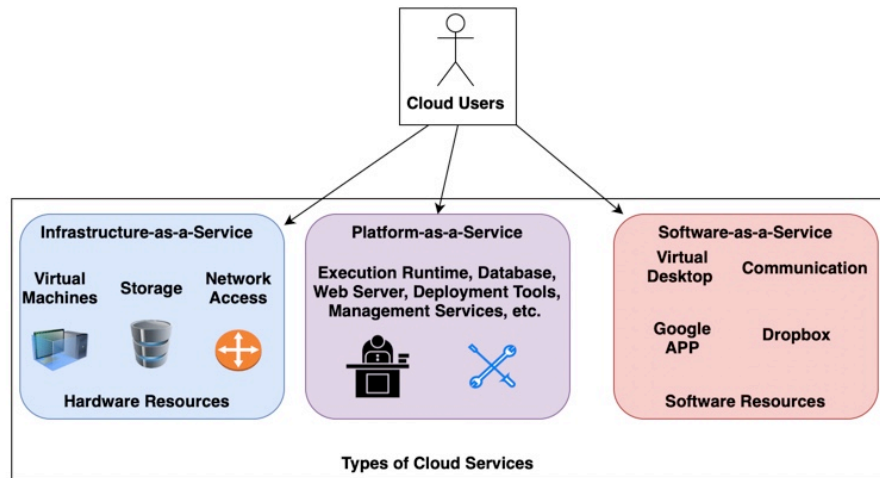 Cloud Users
Infrastructure-as-a-Service
Virtual
Machines
Storage
Network
Access
Hardware Resources
Platform-as-a-Service
Execution Runtime, Database,
Web Server, Deployment Tools,
Management Services, etc.
Software-as-a-Service
Virtual
Desktop
Communication
Google
APP
Dropbox
Software Resources
Types of Cloud Services